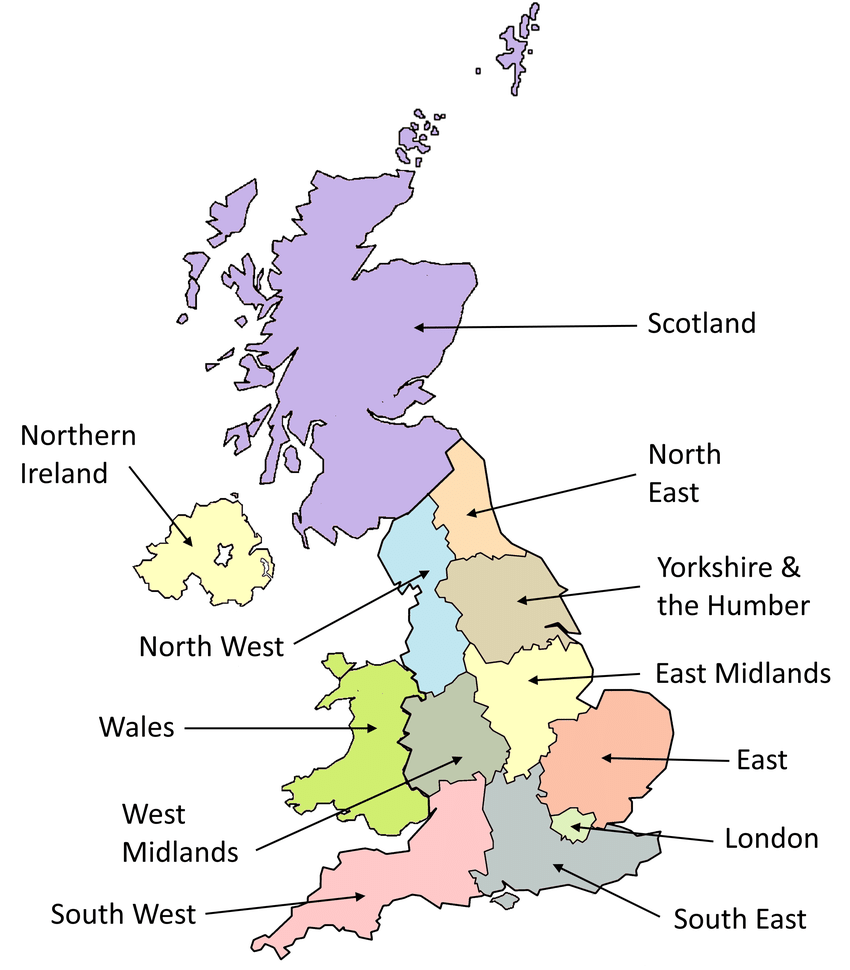 Scotland
Northern
Ireland
North
East
Yorkshire &
the Humber
North West
East Midlands
Wales
East
West
Midlands
London
South West
South East